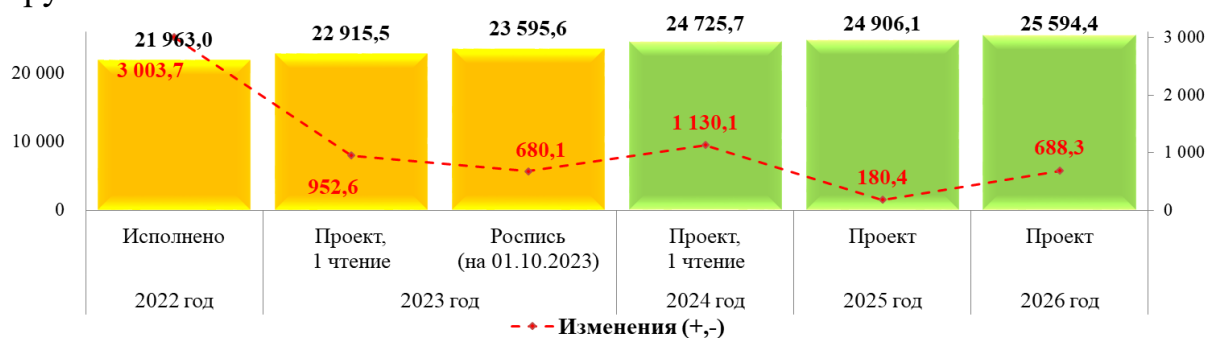 21 963,0 22 915,5 23 595,6 24 725,7 24 906,1 25 594,4
3 003,7 952,6 680,1 1 130,1 180,4 688,3
20 000
10 000
0
3 000
2 000
1 000
0
Исполнено
Проект,
1 чтение
Роспись
(на 01.10.2023)
Проект,
1 чтение
Проект
Проект
2022 год 2023 год 2024 год 2025 год 2026 год
Изменения (+,-)